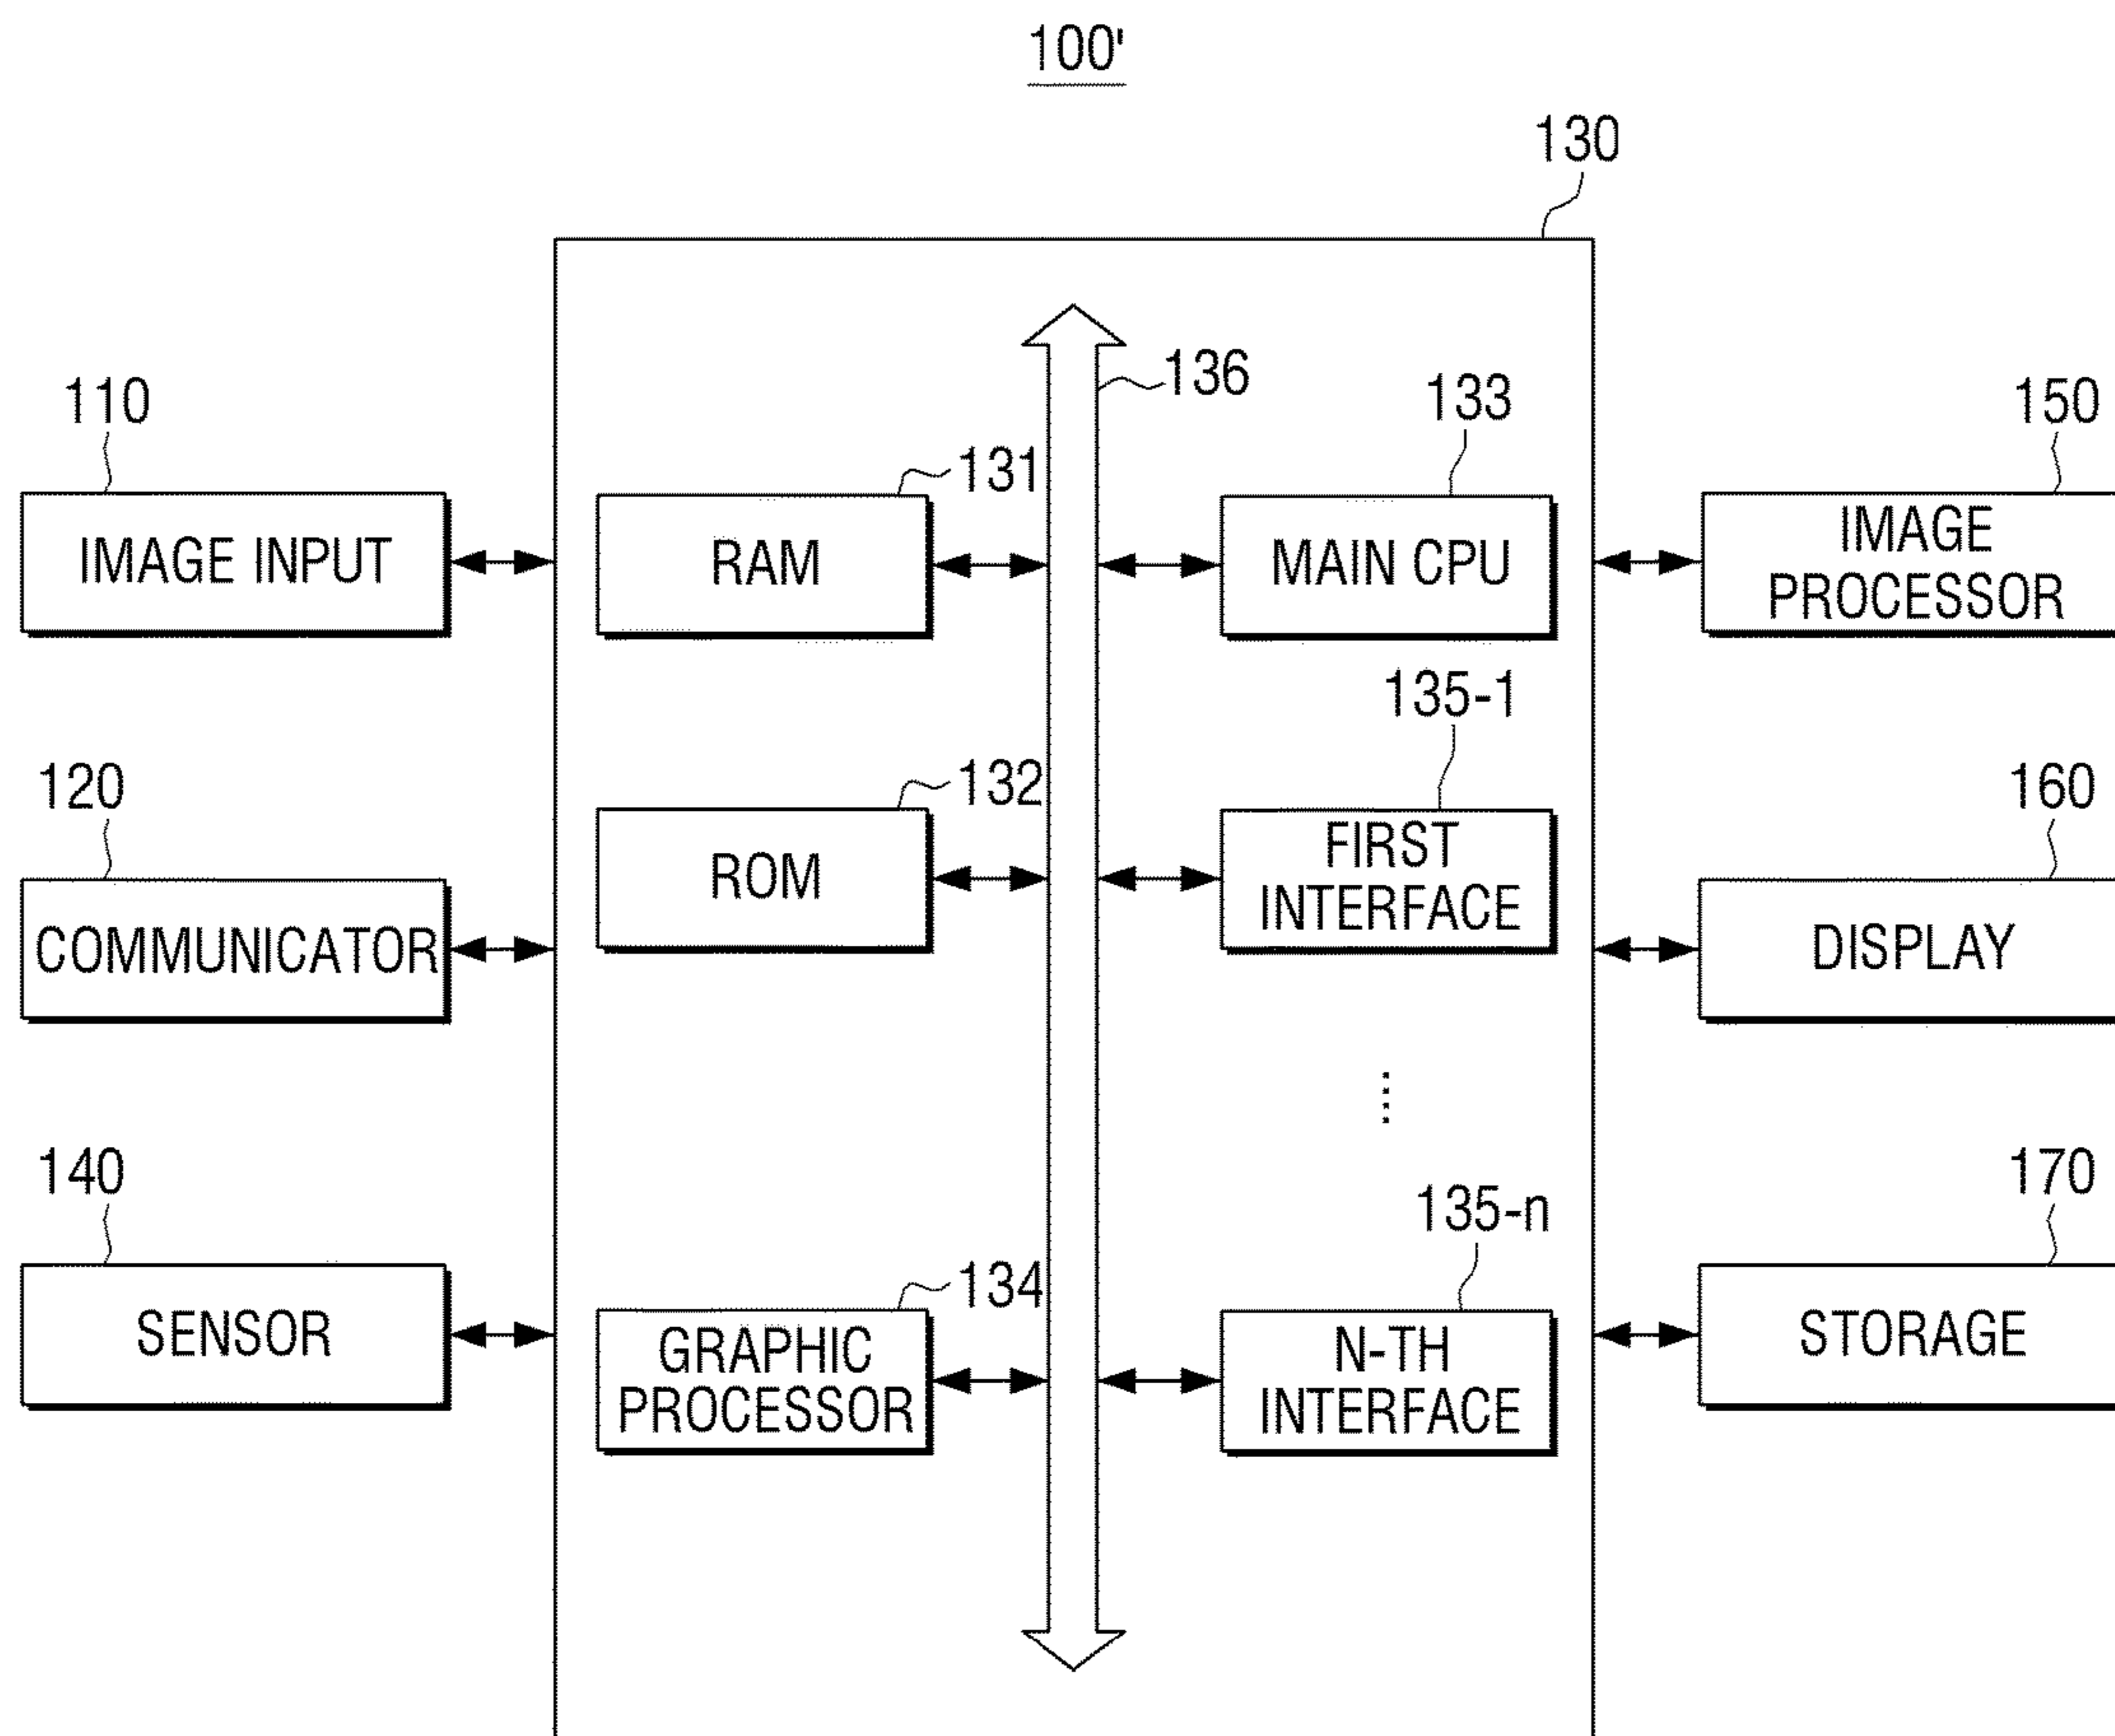 100'
130
136
110
131
133
150
IMAGE INPUT
RAM
MAIN CPU
IMAGE
PROCESSOR
135-1
120
132
160
COMMUNICATOR
ROM
FIRST
INTERFACE
DISPLAY
140
134
135-n
170
SENSOR
GRAPHIC
PROCESSOR
N-TH
INTERFACE
STORAGE